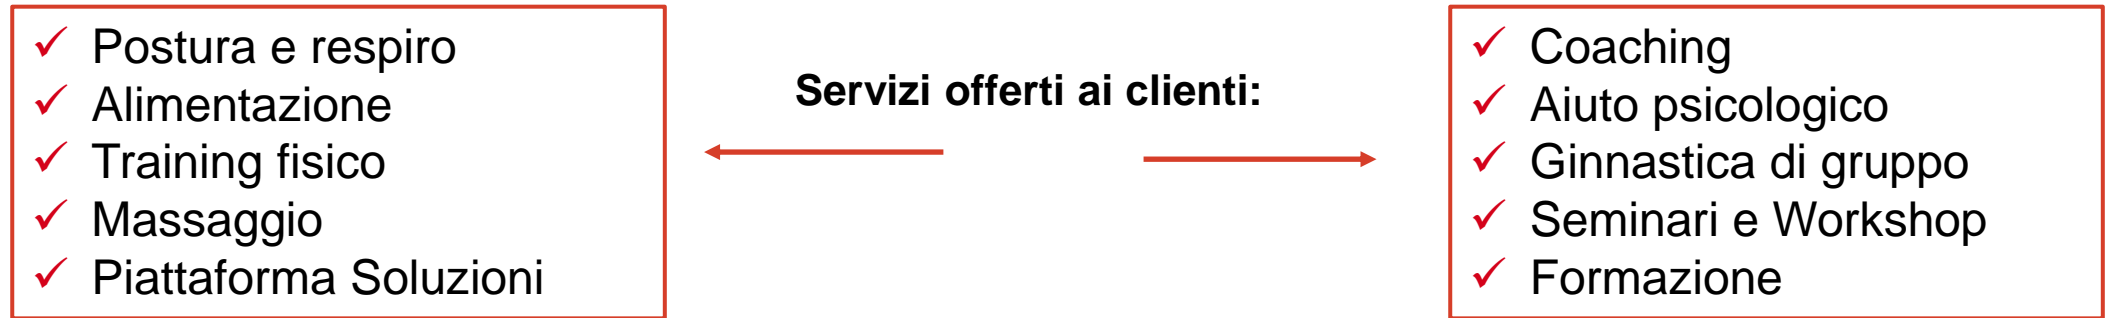 Postura e respiro
Alimentazione
Training fisico
Massaggio
Piattaforma Soluzioni
Servizi offerti ai clienti:
Coaching
Aiuto psicologico
Ginnastica di gruppo
Seminari e Workshop
Formazione